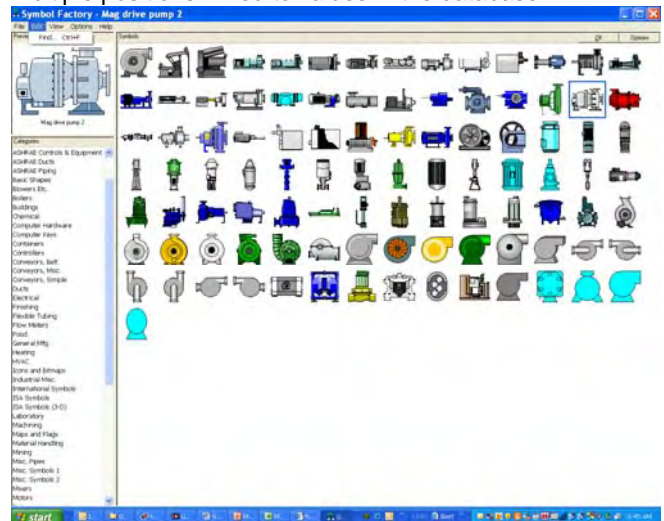 Symbol Factory - Mag drive pump 2
File Edit View Options Help
Symbols
Options
Find... Ctrl+F
Mag drive pump 2
Categories
ASHRAE Controls & Equipment
ASHRAE Ducts
ASHRAE Piping
Basic Shapes
Blowers Etc.
Boilers
Buildings
Chemical
Computer Hardware
Computer Keys
Containers
Controllers
Conveyors, Belt
Conveyors, Misc.
Conveyors, Simple
Ducts
Electrical
Finishing
Flexible Tubing
Flow Meters
Food
General Mfg
Heating
HVAC
Icons and Bitmaps
Industrial Misc.
International Symbols
ISA Symbols
ISA Symbols (3-D)
Laboratory
Machining
Maps and Flags
Material Handling
Mining
Misc. Pipes
Misc. Symbols 1
Misc. Symbols 2
Mixers
Motors
start